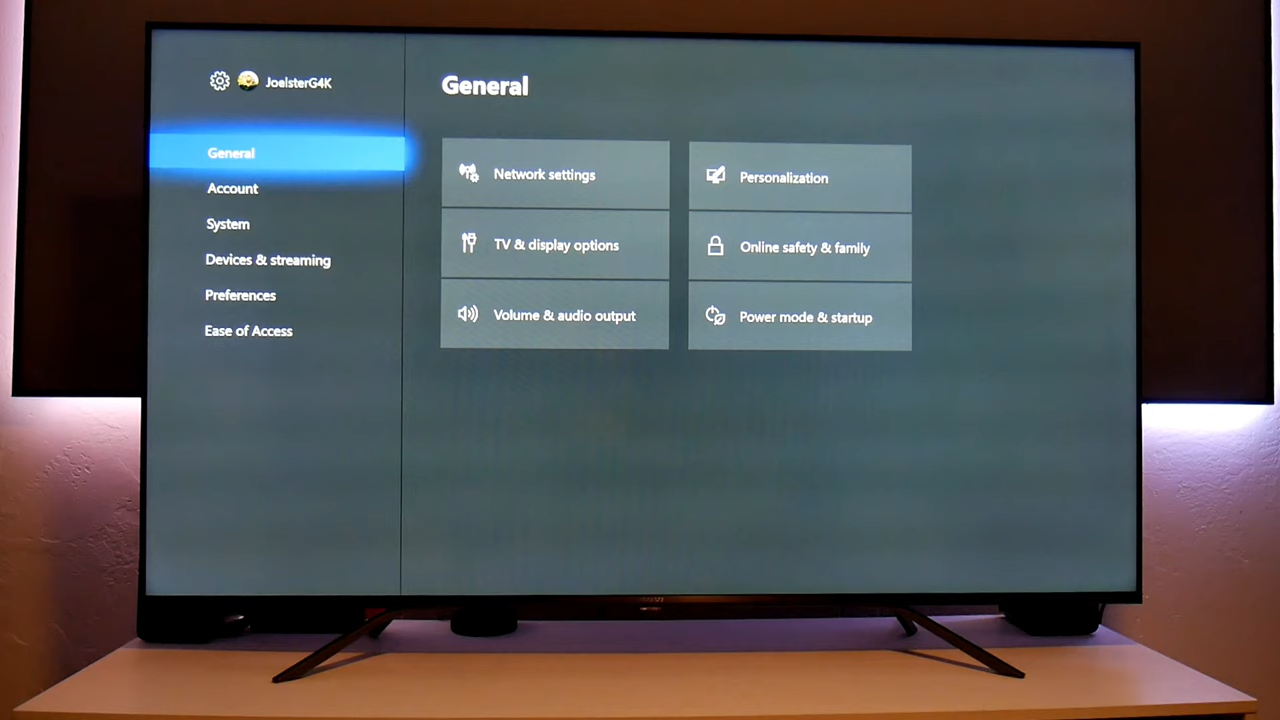 JoelsterG4K
General
Account
System
Devices & streaming
Preferences
Ease of Access
General
Network settings
TV & display options
Volume & audio output
Personalization
Online safety & family
Power mode & startup